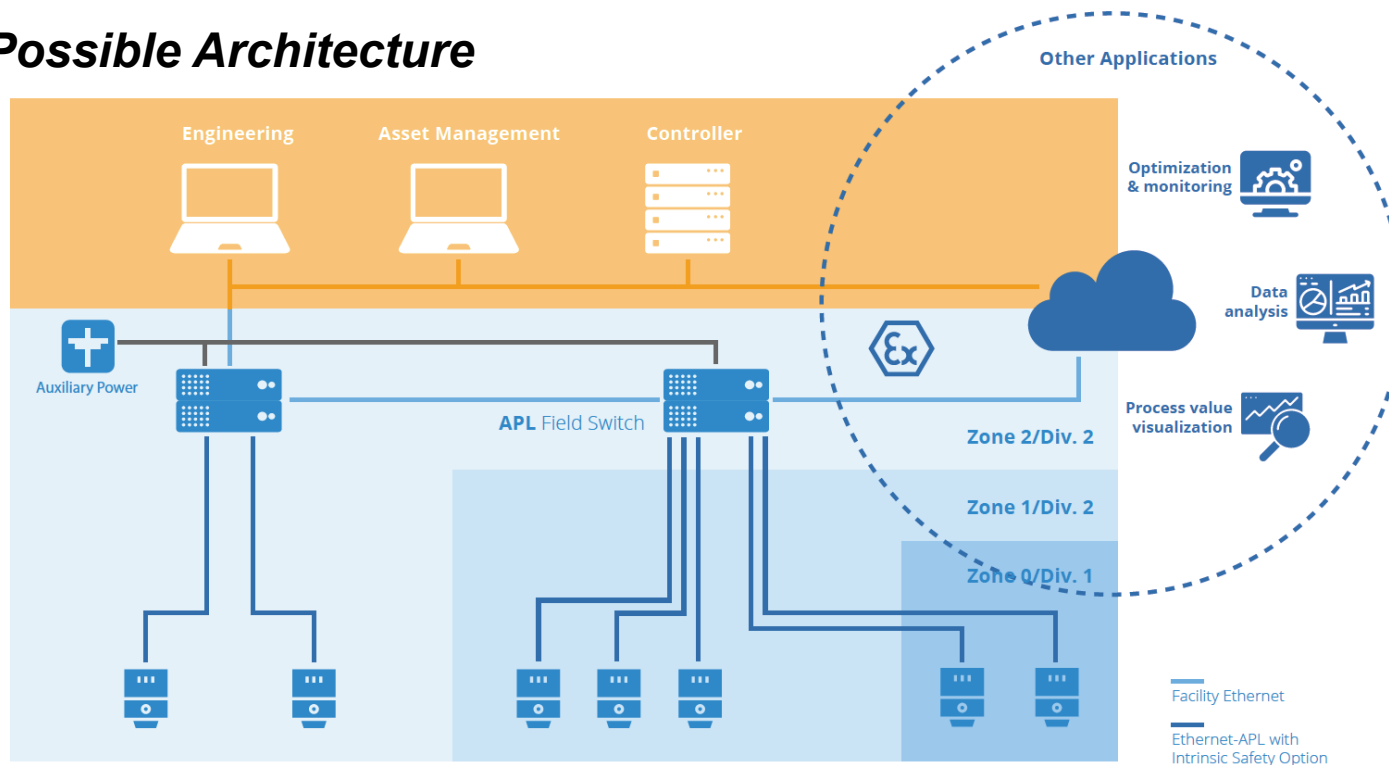 Possible Architecture
Other Applications
Engineering
Asset Management
Controller
Optimization
& monitoring
Data
analysis
Process value
visualization
Auxiliary Power
Ex
APL Field Switch
Zone 2/Div. 2
Zone 1/Div. 2
Zone 0/Div. 1
Facility Ethernet
Ethernet-APL with
Intrinsic Safety Option